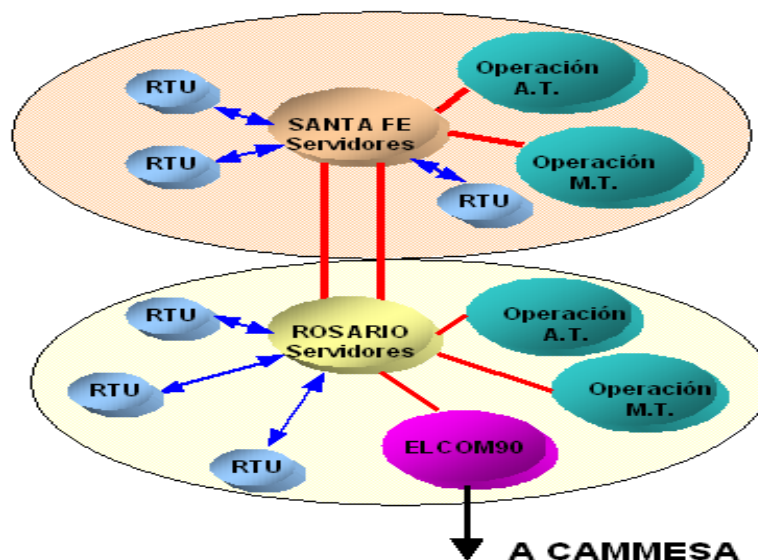 RTU
Operación
A.T.
SANTA FE
Servidores
RTU
Operación
M.T.
RTU
RTU
ROSARIO
Servidores
Operación
A.T.
RTU
Operación
M.T.
ELCOM90
RTU
A CAMMESA